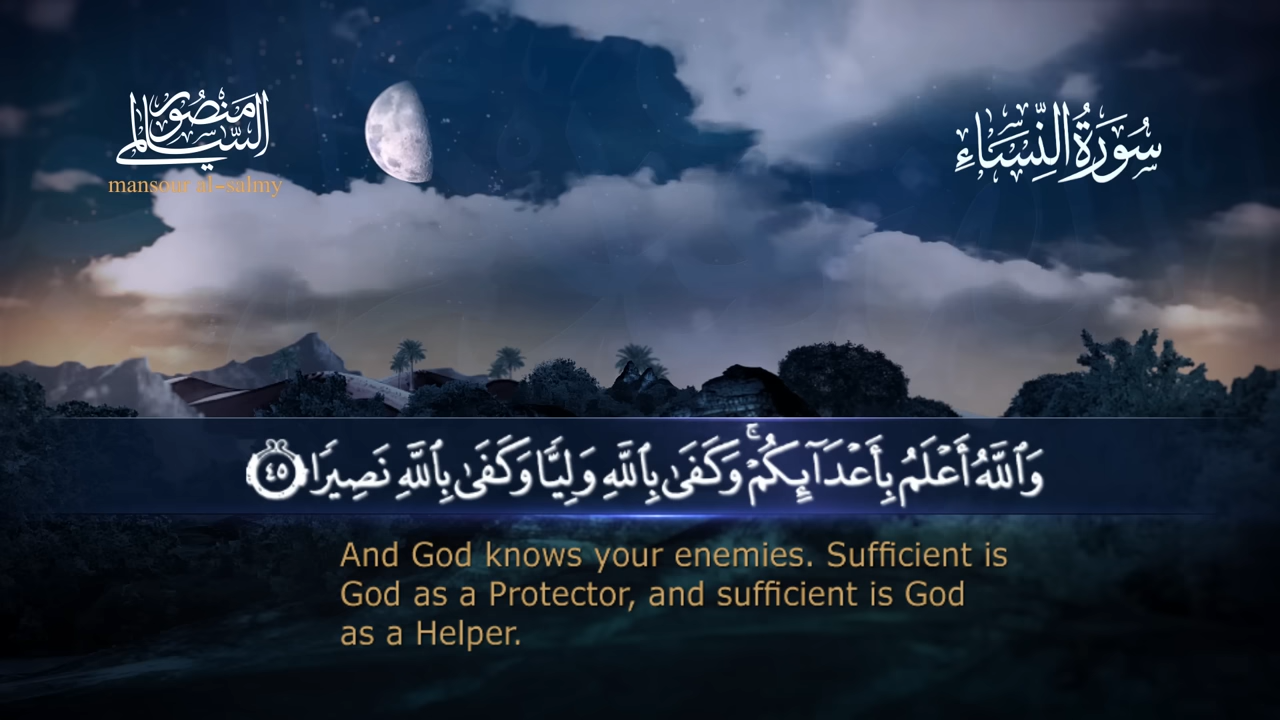 المنصور السالمي
mansour al-salmy
سُورَةُ النِّسَاءِ
وَٱللَّهُ أَعْلَمُ بِأَعْدَآئِكُمْ ۚ وَكَفَىٰ بِٱللَّهِ وَلِيًّا وَكَفَىٰ بِٱللَّهِ نَصِيرًا ٤٥
And God knows your enemies. Sufficient is
God as a Protector, and sufficient is God
as a Helper.